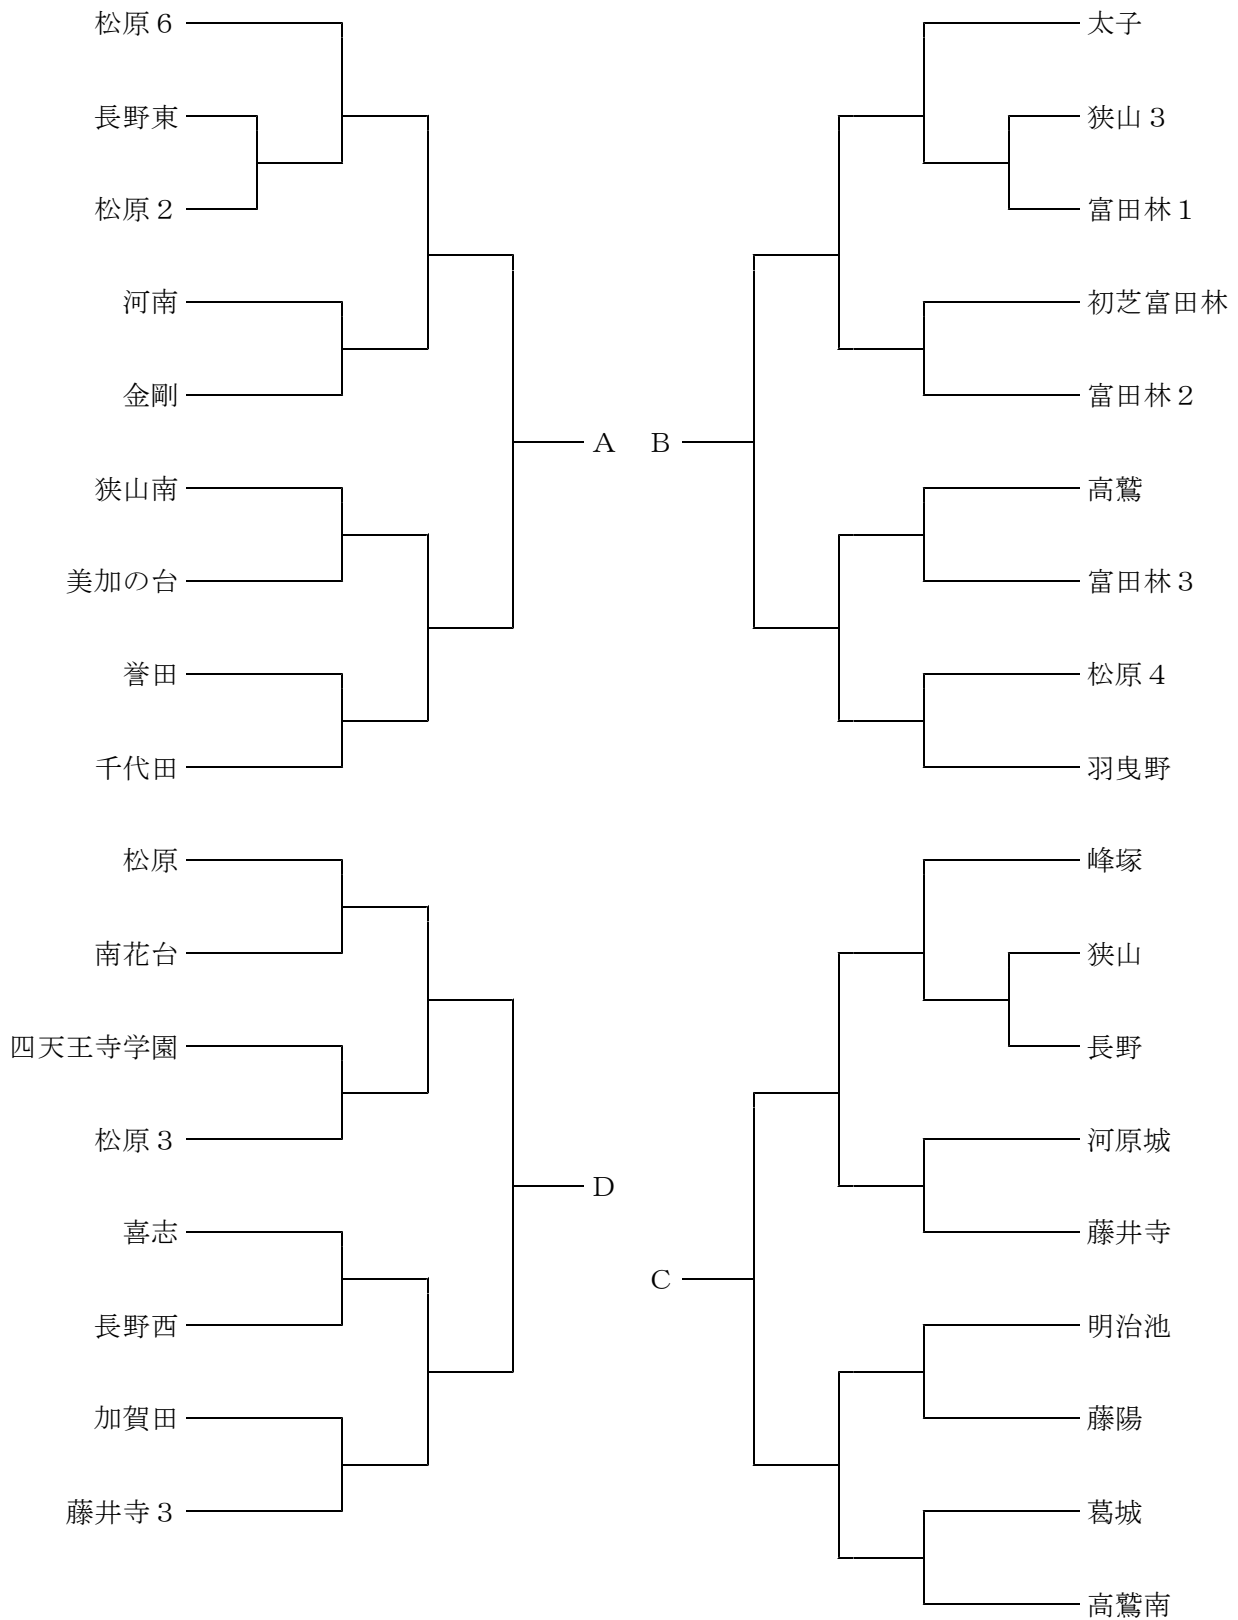 松原６
長野東
松原２
河南
金剛
狭山南
美加の台
誉田
千代田
A
B
太子
狭山３
富田林１
初芝富田林
富田林２
高鷲
富田林３
松原４
羽曳野
松原
南花台
四天王寺学園
松原３
喜志
長野西
加賀田
藤井寺３
D
C
峰塚
狭山
長野
河原城
藤井寺
明治池
藤陽
葛城
高鷲南